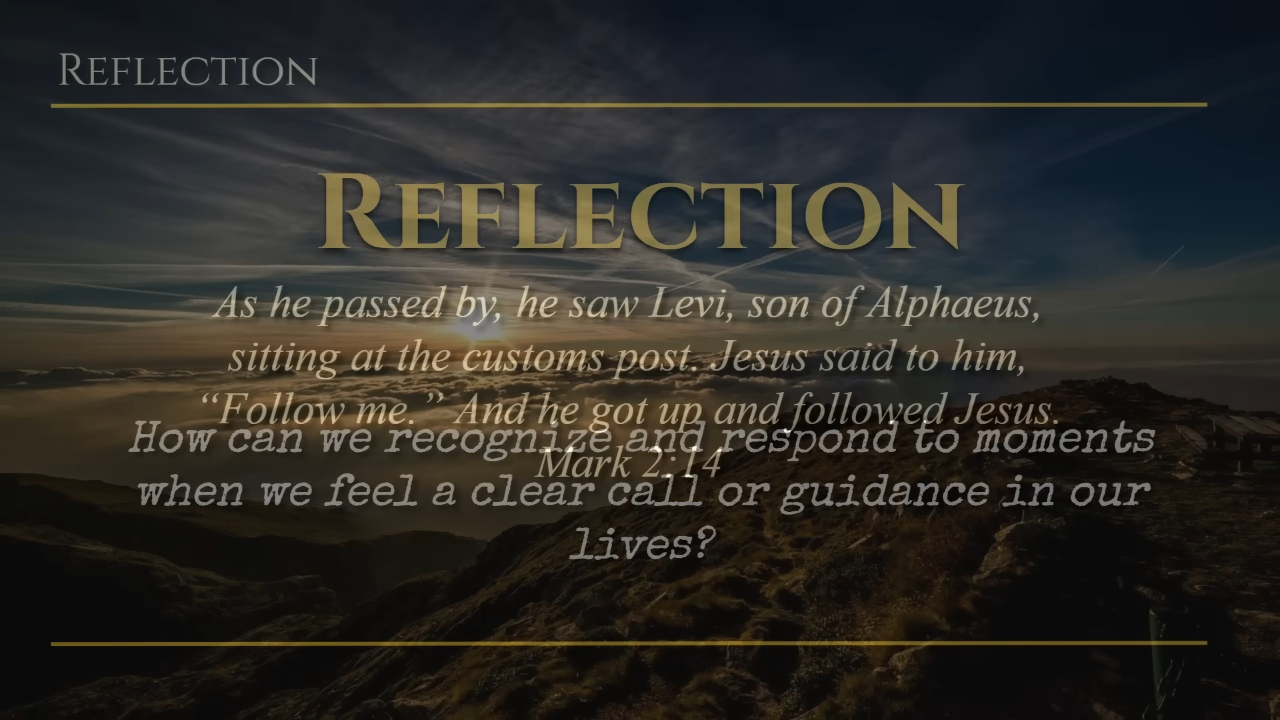 Reflection
Reflection
As he passed by, he saw Levi, son of Alphaeus,
sitting at the customs post. Jesus said to him,
“Follow me.” And he got up and followed Jesus.
Mark 2:14
How can we recognize and respond to moments
when we feel a clear call or guidance in our
lives?